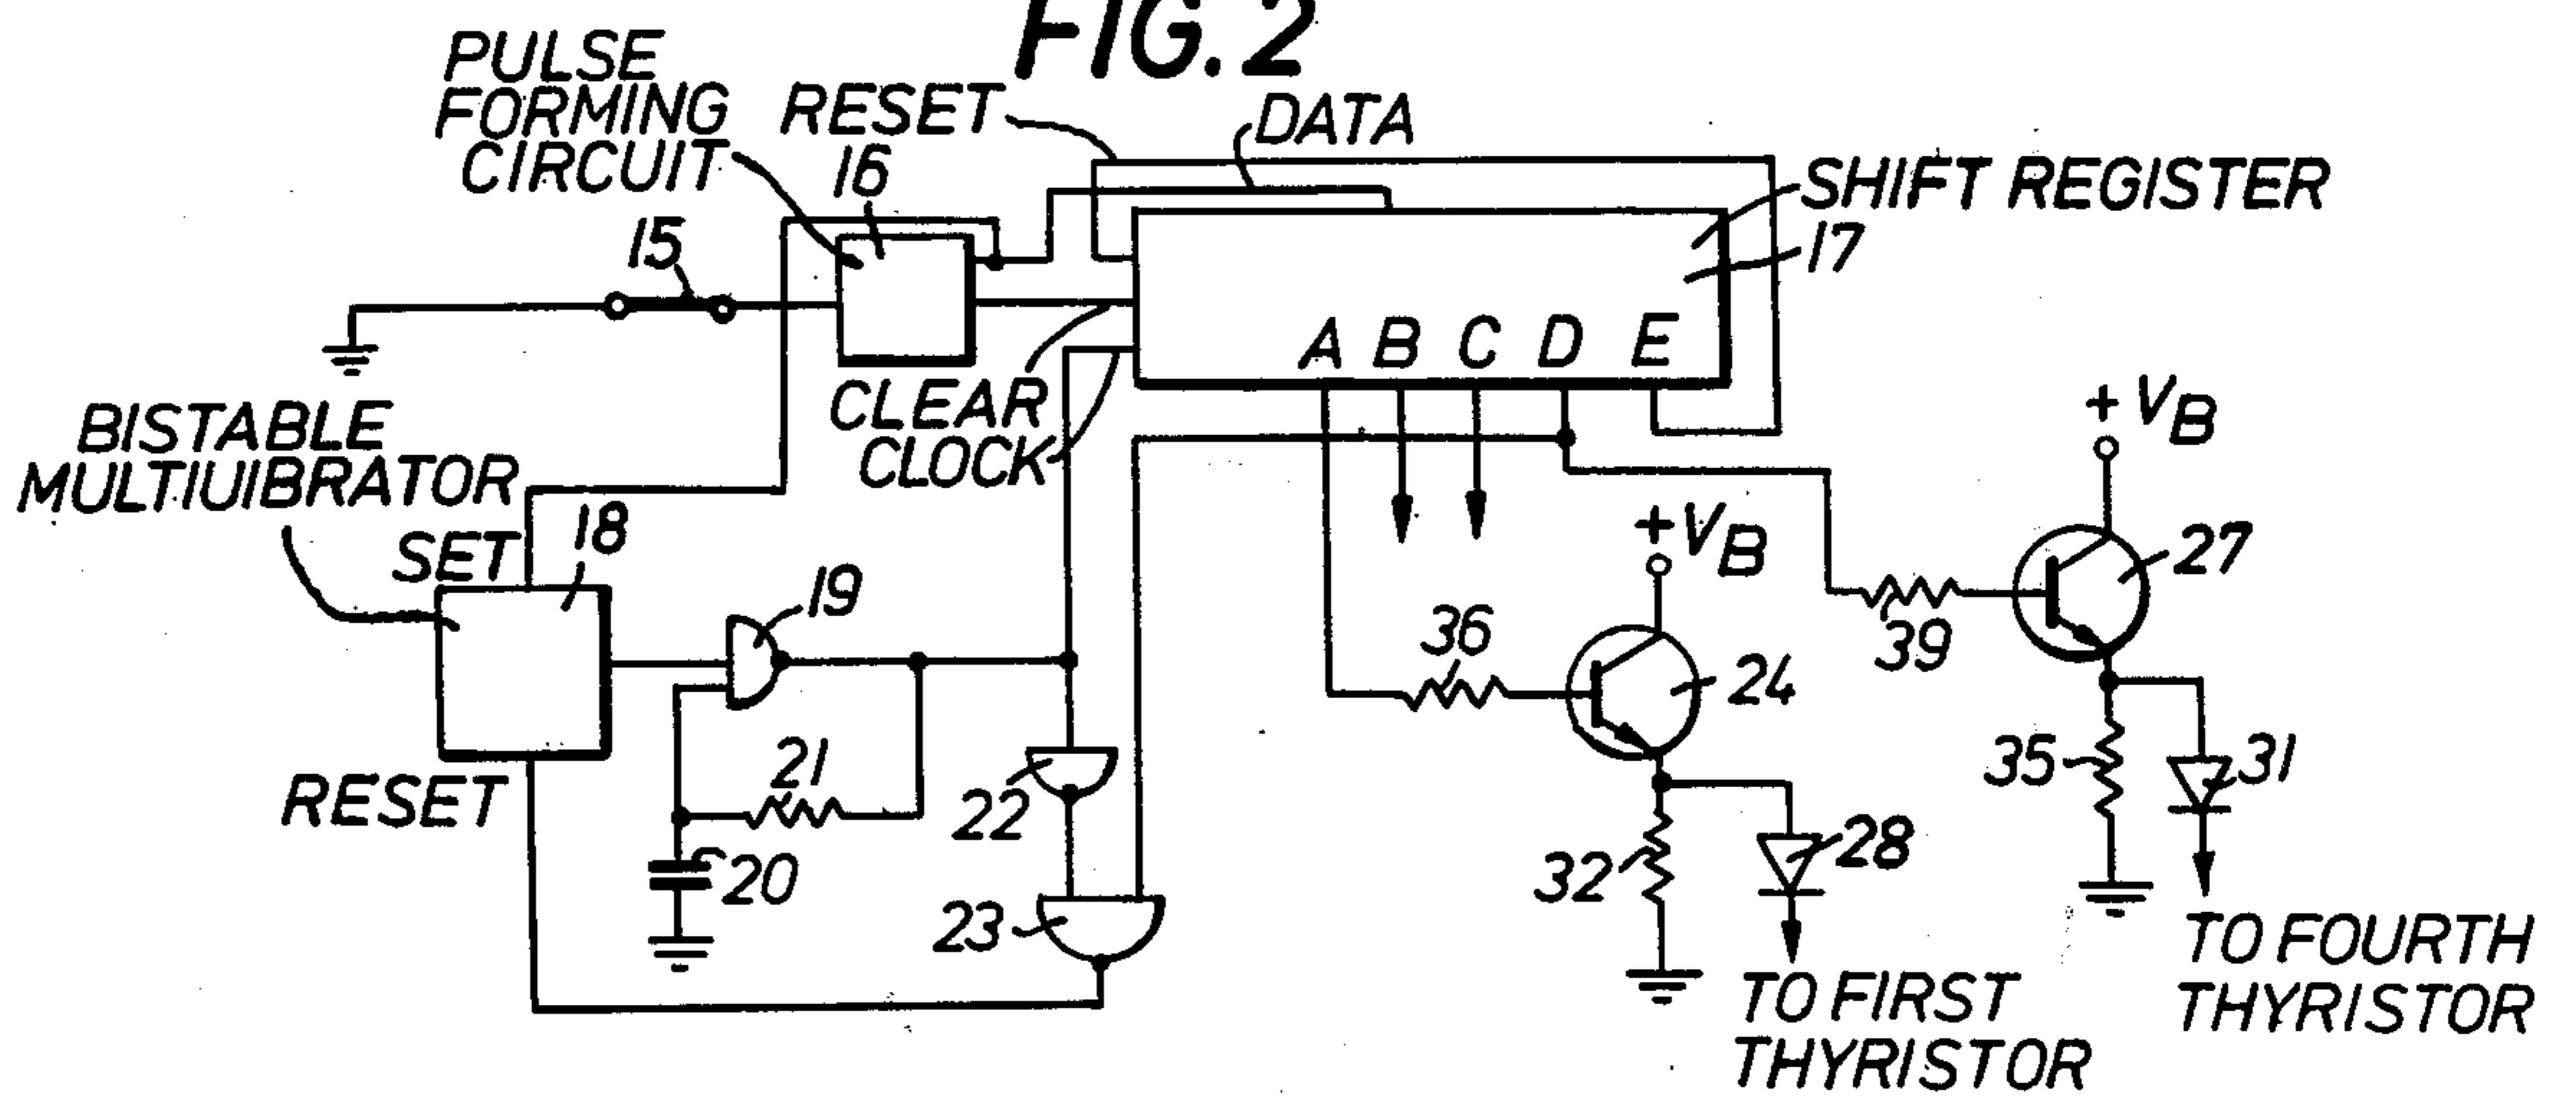 FIG. 2
PULSE
FORMING
CIRCUIT
16
RESET
DATA
SHIFT REGISTER
17
15
A B C D E
CLEAR
CLOCK
BISTABLE
MULTIUIBRATOR
SET
18
19
RESET
21
20
22
23
+VB
36
24
32
28
TO FIRST
THYRISTOR
+VB
27
39
35
31
TO FOURTH
THYRISTOR